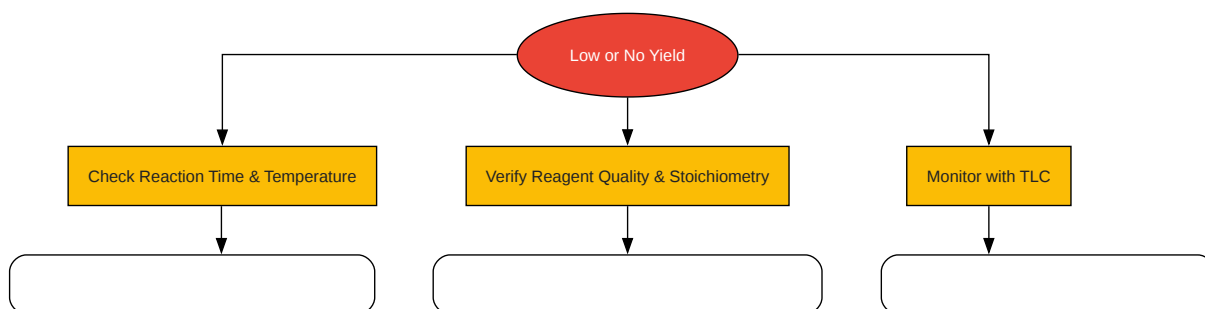 Low or No Yield
Check Reaction Time & Temperature
Verify Reagent Quality & Stoichiometry
Monitor with TLC